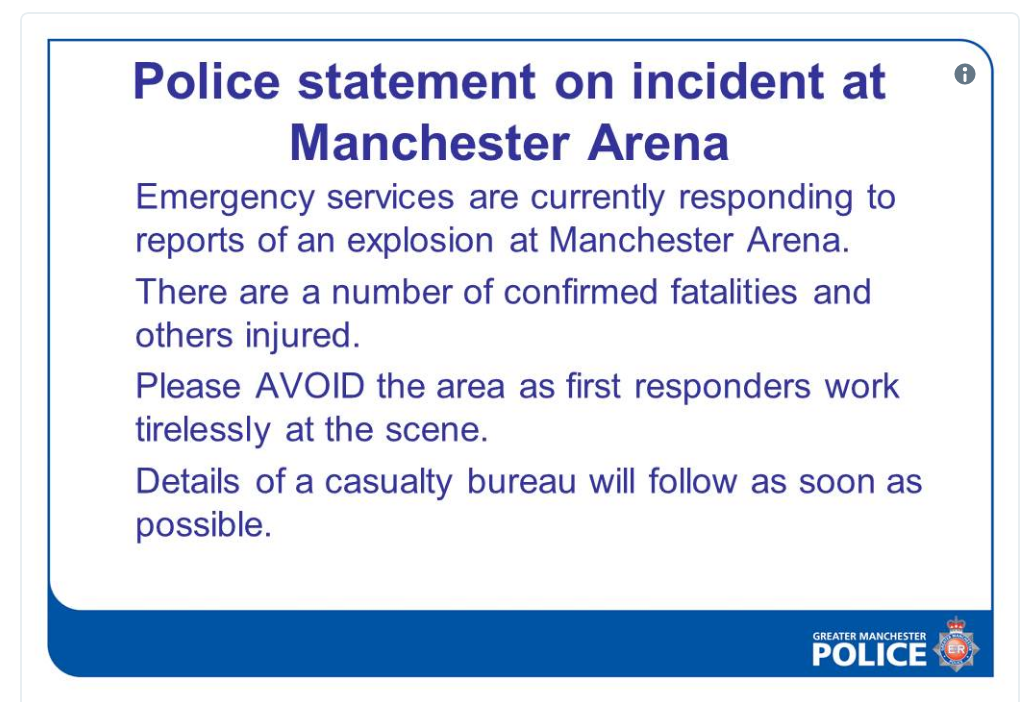 Police statement on incident at
Manchester Arena
Emergency services are currently responding to
reports of an explosion at Manchester Arena.
There are a number of confirmed fatalities and
others injured.
Please AVOID the area as first responders work
tirelessly at the scene.
Details of a casualty bureau will follow as soon as
possible.
GREATER MANCHESTER
POLICE
ER